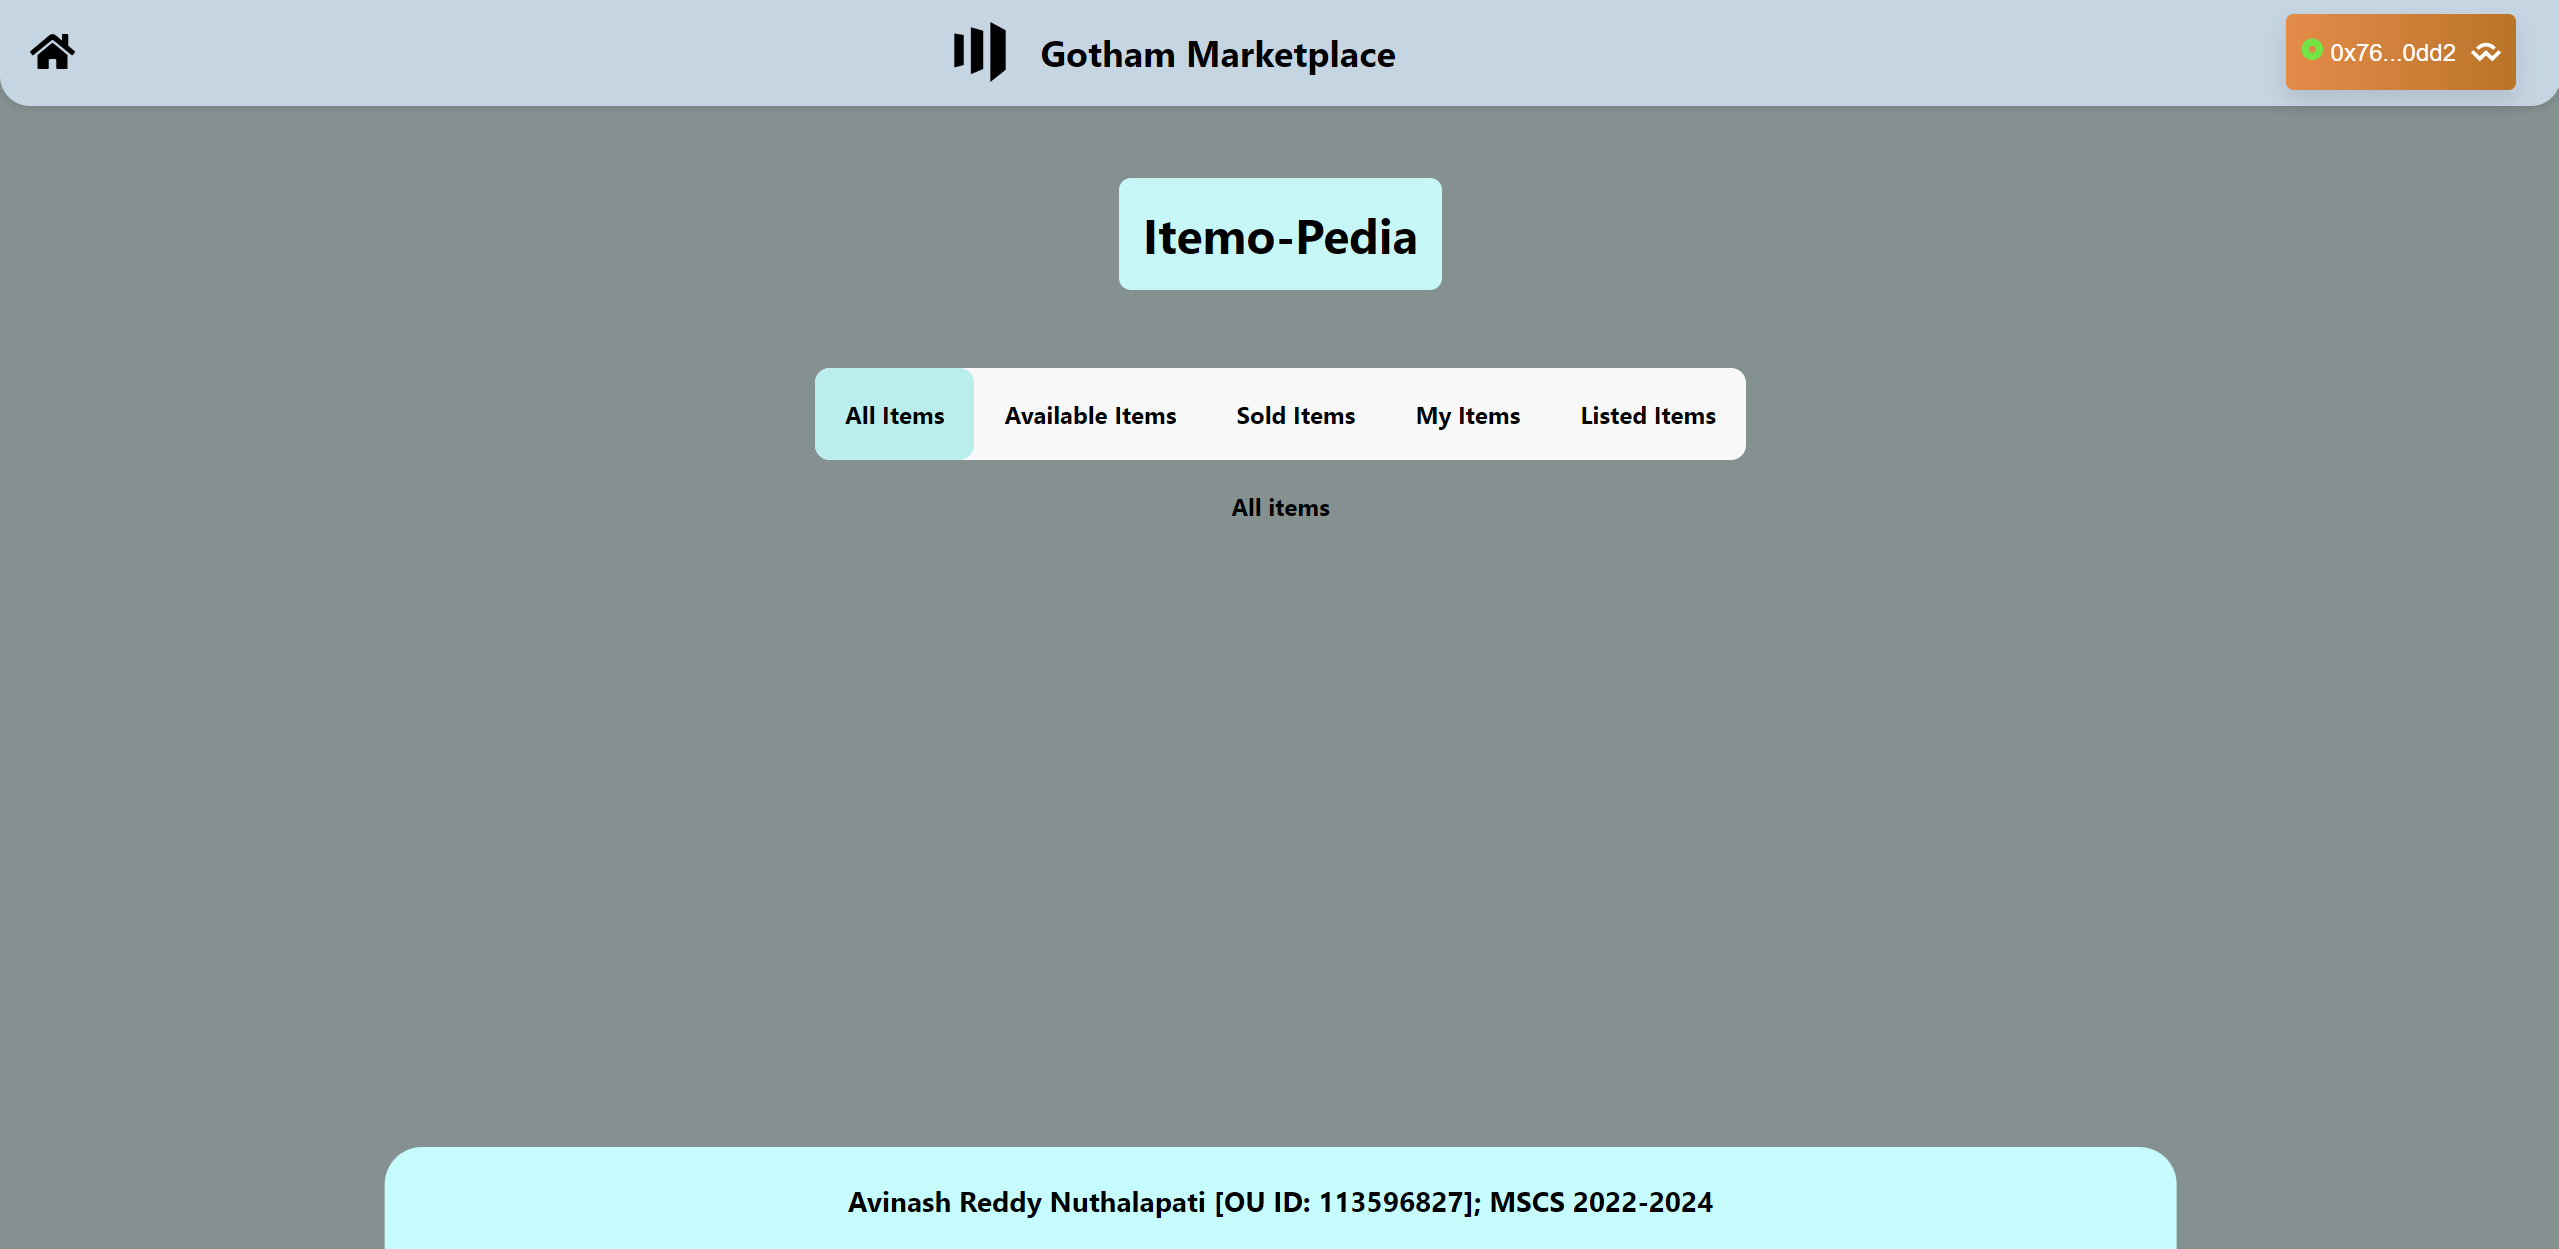 Gotham Marketplace
0x76...0dd2
Itemo-Pedia
All Items Available Items Sold Items My Items Listed Items
All items
Avinash Reddy Nuthalapati [OU ID: 113596827]; MSCS 2022-2024